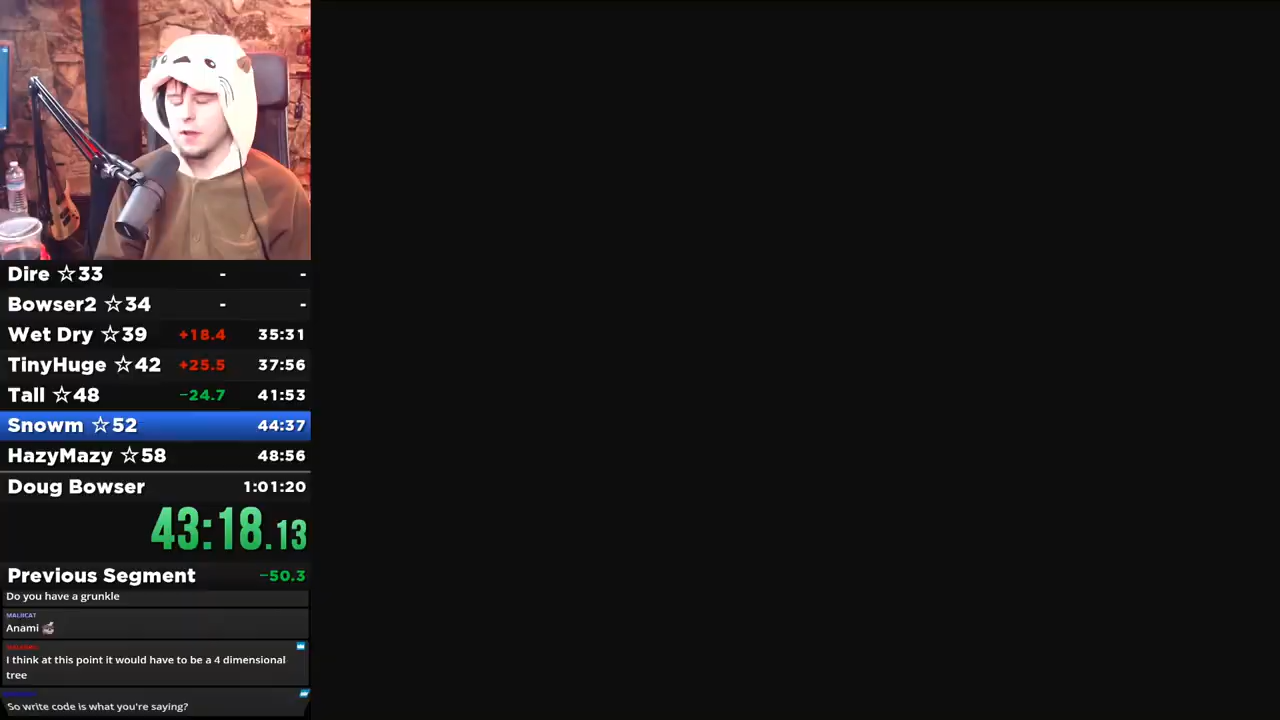 Dire ☆33 - -
Bowser2 ☆34 - -
Wet Dry ☆39 +18.4 35:31
TinyHuge ☆42 +25.5 37:56
Tall ☆48 -24.7 41:53
Snowm ☆52 44:37
HazyMazy ☆58 48:56
Doug Bowser 1:01:20
43:18.13
Previous Segment -50.3
Do you have a grunkle
MALIICAT
Anami
I think at this point it would have to be a 4 dimensional
tree
So write code is what you're saying?